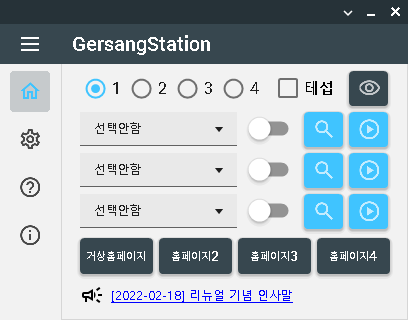 GersangStation
1 2 3 4 테섭
선택안함
선택안함
선택안함
거상홈페이지 홈페이지2 홈페이지3 홈페이지4
[2022-02-18] 리뉴얼 기념 인사말